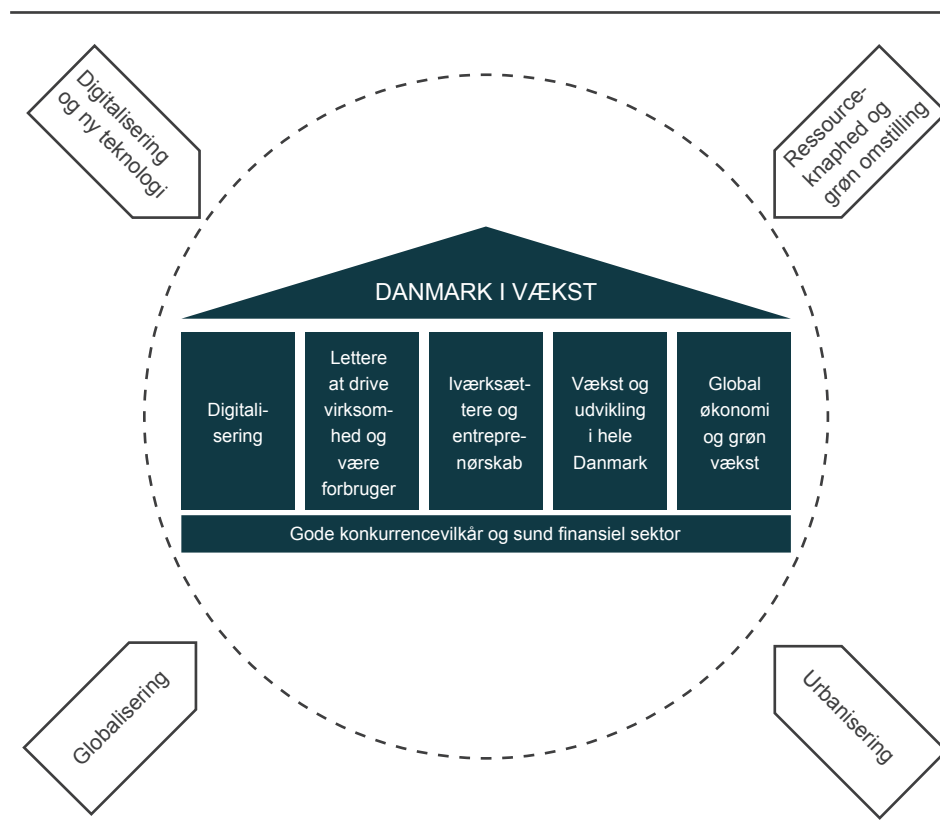 Digitalisering
og ny teknologi
Ressource-
knaphed og
grøn omstilling
DANMARK I VÆKST
Digitali-
sering
Lettere
at drive
virksom-
hed og
være
forbruger
Iværksæt-
tere og
entrepre-
nørskab
Vækst og
udvikling
i hele
Danmark
Global
økonomi
og grøn
vækst
Gode konkurrencevilkår og sund finansiel sektor
Globalisering
Urbanisering